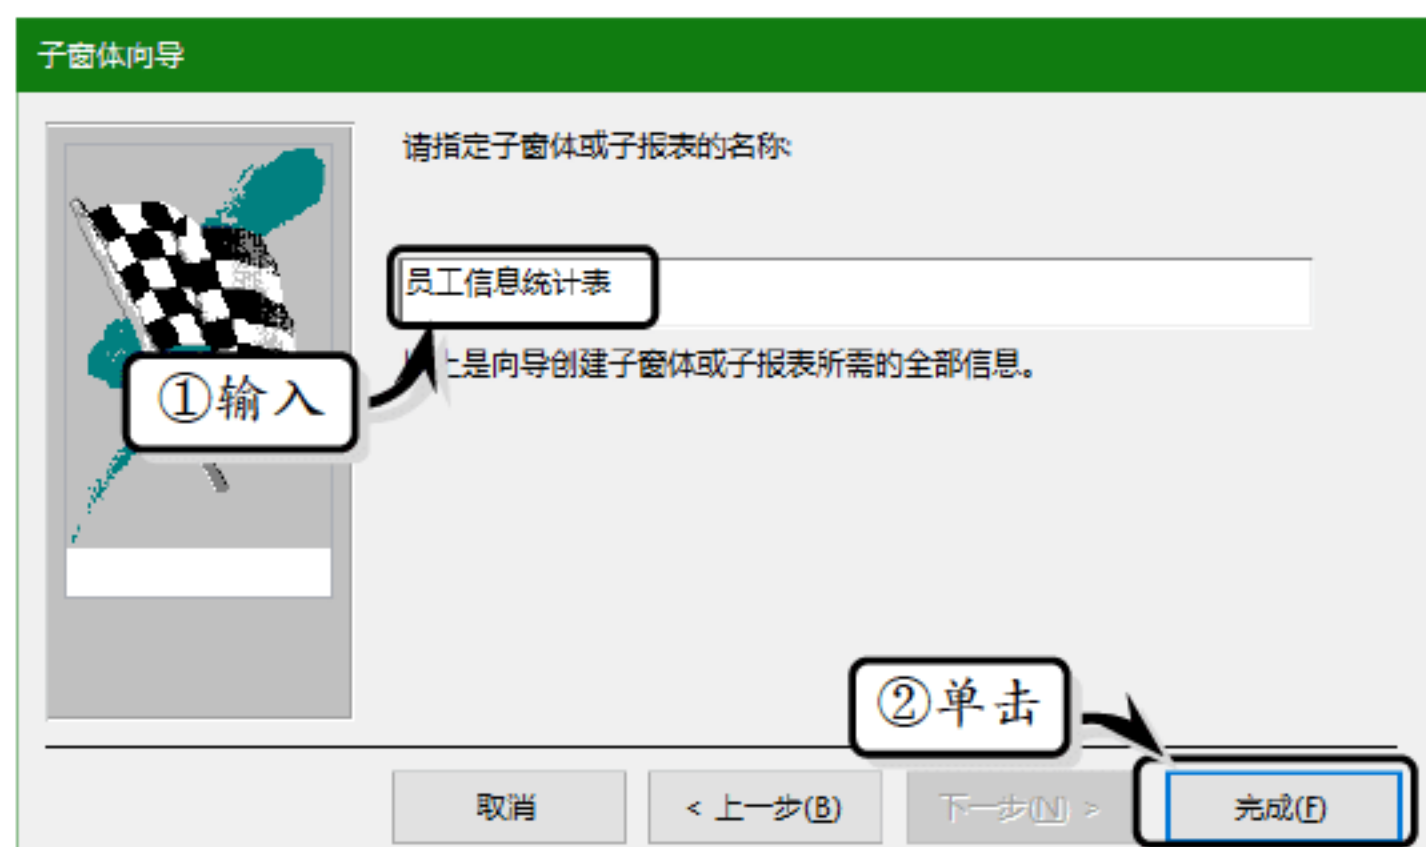 子窗体向导
请指定子窗体或子报表的名称:
员工信息统计表
上是向导创建子窗体或子报表所需的全部信息。
①输入
②单击
取消
< 上一步(B)
下一步(N) >
完成(F)